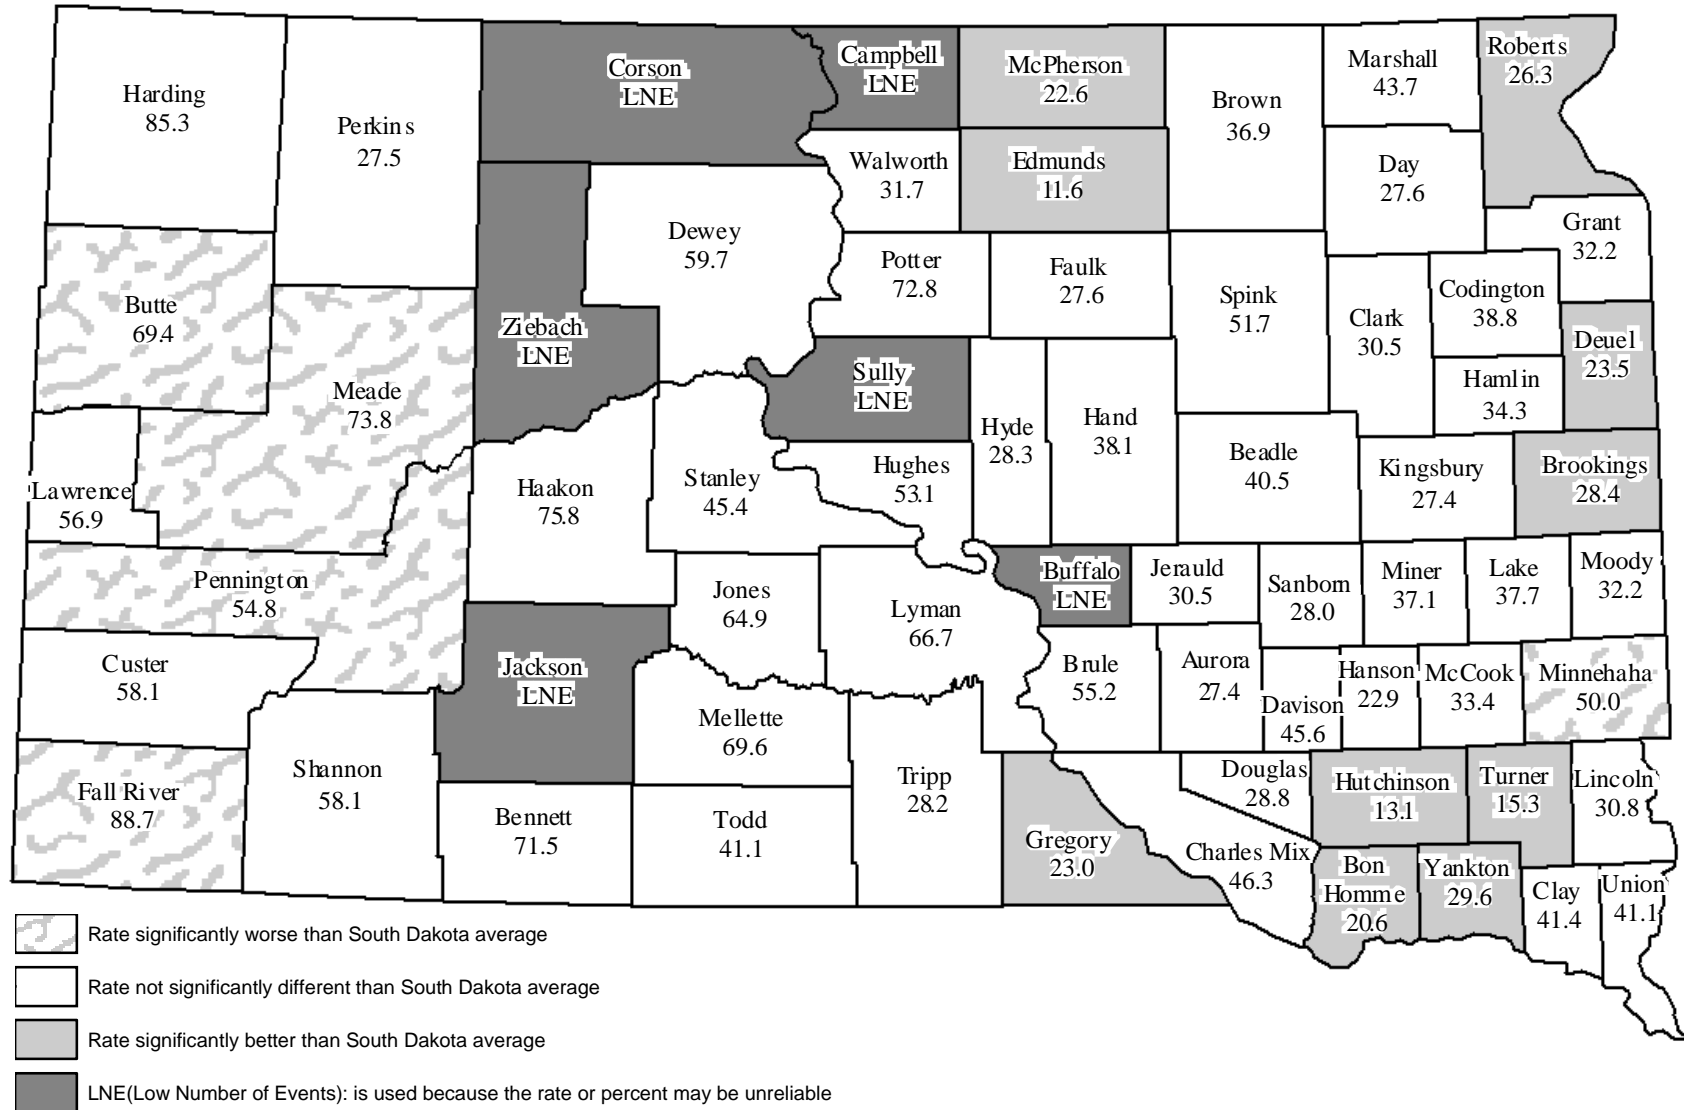 Harding
85.3
Perkins
27.5
Corson
LNE
Campbell
LNE
McPherson
22.6
Brown
36.9
Marshall
43.7
Roberts
26.3
Walworth
31.7
Edmunds
11.6
Day
27.6
Grant
32.2
Dewey
59.7
Potter
72.8
Faulk
27.6
Spink
51.7
Clark
30.5
Codington
38.8
Deuel
23.5
Butte
69.4
Meade
73.8
Ziebach
LNE
Sully
LNE
Hyde
28.3
Hand
38.1
Hamlin
34.3
Lawrence
56.9
Haakon
75.8
Stanley
45.4
Hughes
53.1
Beadle
40.5
Kingsbury
27.4
Brookings
28.4
Pennington
54.8
Jones
64.9
Lyman
66.7
Buffalo
LNE
Jerauld
30.5
Sanborn
28.0
Miner
37.1
Lake
37.7
Moody
32.2
Custer
58.1
Jackson
LNE
Mellette
69.6
Brule
55.2
Aurora
27.4
Davison
45.6
Hanson
22.9
McCook
33.4
Minnehaha
50.0
Fall River
88.7
Shannon
58.1
Bennett
71.5
Todd
41.1
Tripp
28.2
Gregory
23.0
Douglas
28.8
Charles Mix
46.3
Hutchinson
13.1
Turner
15.3
Lincoln
30.8
Bon
Homme
20.6
Yankton
29.6
Clay
41.4
Union
41.1
Rate significantly worse than South Dakota average
Rate not significantly different than South Dakota average
Rate significantly better than South Dakota average
LNE(Low Number of Events): is used because the rate or percent may be unreliable